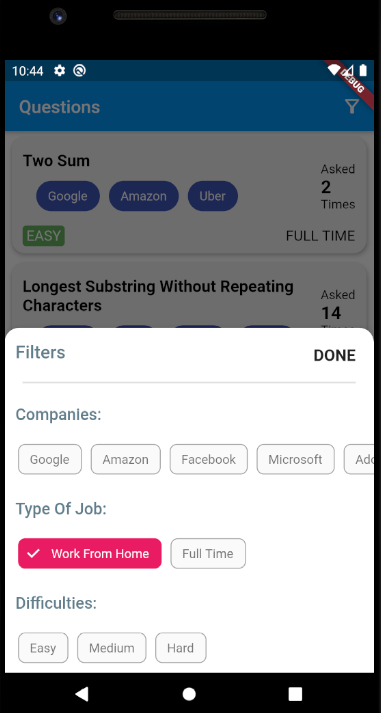 10:44
DEBUG
Questions
Two Sum
Asked
Google Amazon Uber
2
Times
EASY
FULL TIME
Longest Substring Without Repeating
Characters
Asked
14
Times
Filters
DONE
Companies:
Google Amazon Facebook Microsoft
Type Of Job:
Work From Home Full Time
Difficulties:
Easy Medium Hard